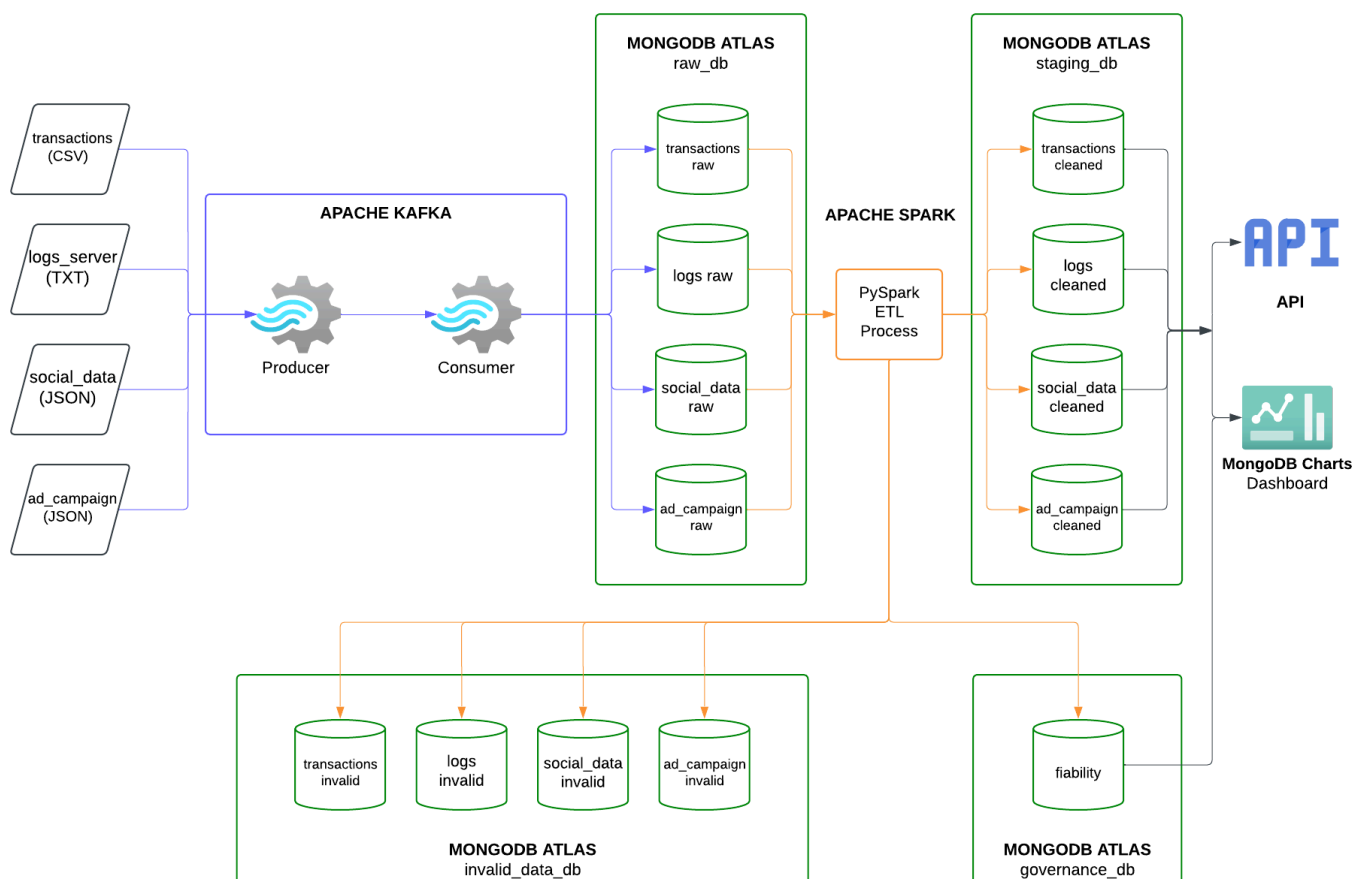 MONGODB ATLAS
raw_db
MONGODB ATLAS
staging_db
transactions
(CSV)
logs_server
(TXT)
social_data
(JSON)
ad_campaign
(JSON)
APACHE KAFKA
Producer
Consumer
transactions
raw
logs raw
social_data
raw
ad_campaign
raw
APACHE SPARK
PySpark
ETL
Process
transactions
cleaned
logs
cleaned
social_data
cleaned
ad_campaign
cleaned
API
API
MongoDB Charts
Dashboard
transactions
invalid
logs
invalid
social_data
invalid
ad_campaign
invalid
MONGODB ATLAS
invalid_data_db
fiability
MONGODB ATLAS
governance_db